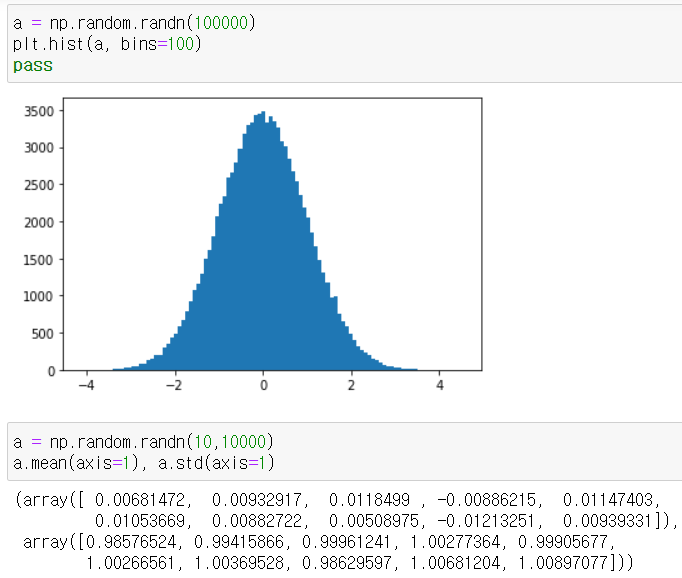 a = np.random.randn(100000)
plt.hist(a, bins=100)
pass
3500
3000
2500
2000
1500
1000
500
0
−4 −2 0 2 4
a = np.random.randn(10,10000)
a.mean(axis=1), a.std(axis=1)
(array([ 0.00681472,  0.00932917,  0.0118499 , -0.00886215,  0.01147403,
0.01053669,  0.00882722,  0.00508975, -0.01213251,  0.00939331]),
array([0.98576524, 0.99415866, 0.99961241, 1.00277364, 0.99905677,
1.00266561, 1.00369528, 0.98629597, 1.00681204, 1.00897077]))